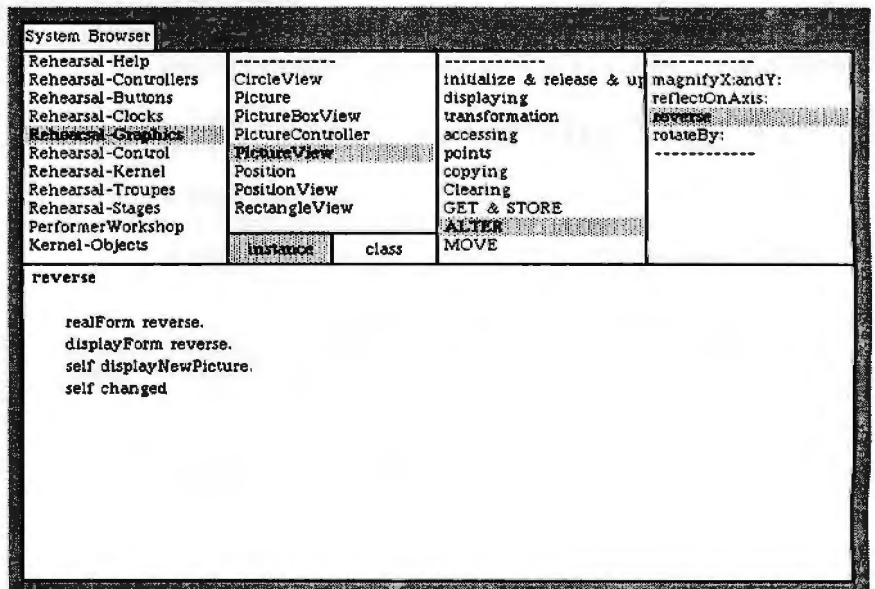 System Browser
Rehearsal-Help
Rehearsal-Controllers
Rehearsal-Buttons
Rehearsal-Clocks
Rehearsal-Graphics
Rehearsal-Control
Rehearsal-Kernel
Rehearsal-Troupes
Rehearsal-Stages
PerformerWorkshop
Kernel-Objects
------------
CircleView
Picture
PictureBoxView
PictureController
PictureView
Position
PositionView
RectangleView
instance
class
------------
initialize & release & up
displaying
transformation
accessing
points
copying
Clearing
GET & STORE
ALTER
MOVE
------------
magnifyX:andY:
reflectOnAxis:
reverse
rotateBy:
------------
reverse
realForm reverse.
displayForm reverse.
self displayNewPicture.
self changed